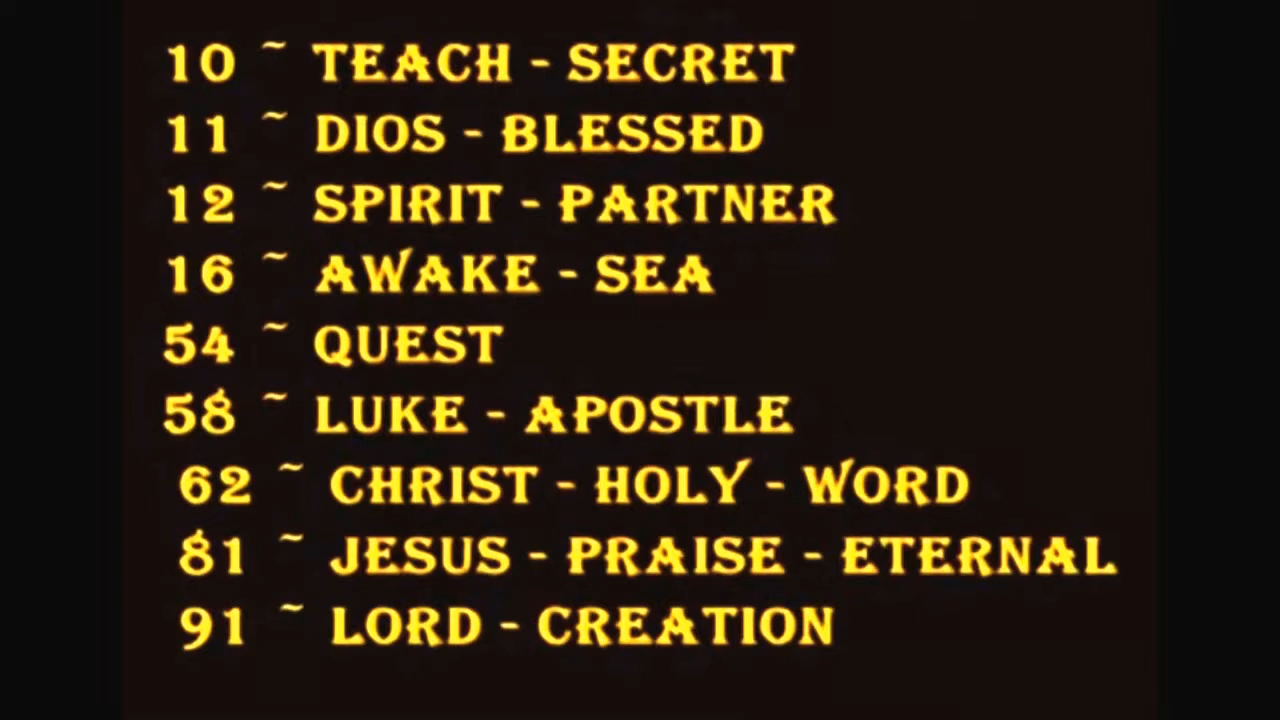 10 ~ TEACH - SECRET
11 ~ DIOS - BLESSED
12 ~ SPIRIT - PARTNER
16 ~ AWAKE - SEA
54 ~ QUEST
58 ~ LUKE - APOSTLE
62 ~ CHRIST - HOLY - WORD
81 ~ JESUS - PRAISE - ETERNAL
91 ~ LORD - CREATION